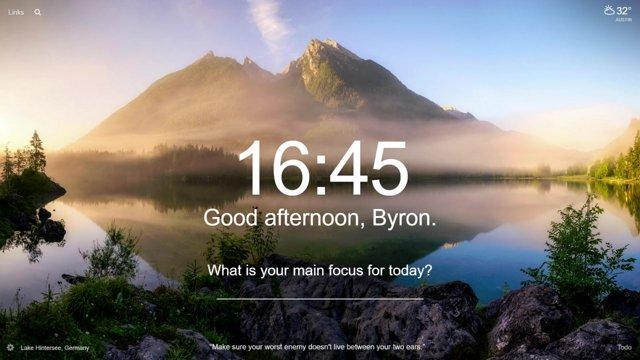 Links
32°
AUSTIN
16:45
Good afternoon, Byron.
What is your main focus for today?
Lake Hintersee, Germany
"Make sure your worst enemy doesn't live between your two ears."
Todo